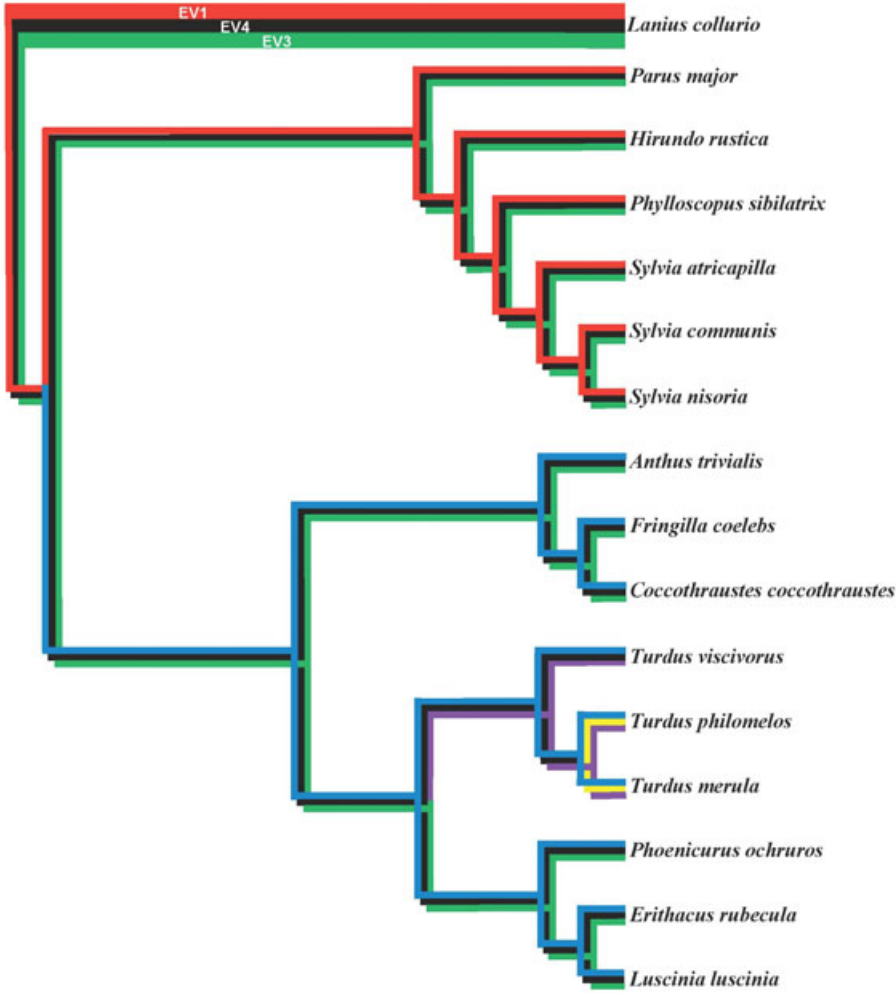 EV1
EV4
EV3
Lanius collurio
Parus major
Hirundo rustica
Phylloscopus sibilatrix
Sylvia atricapilla
Sylvia communis
Sylvia nisoria
Anthus trivialis
Fringilla coelebs
Coccothraustes coccothraustes
Turdus viscivorus
Turdus philomelos
Turdus merula
Phoenicurus ochruros
Erithacus rubecula
Luscinia luscinia